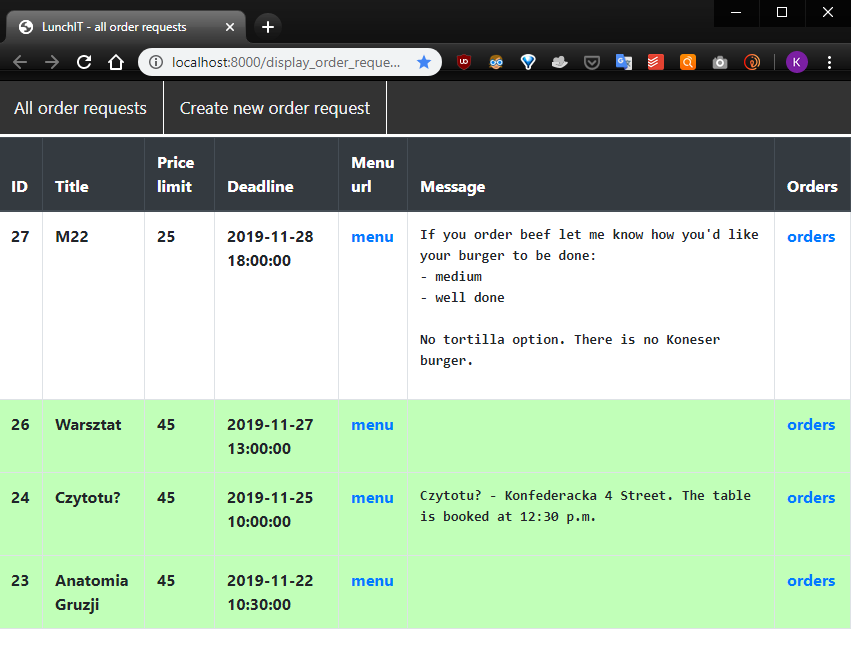 LunchIT - all order requests
localhost:8000/display_order_reque...
K
All order requests
Create new order request
ID
Title
Price
limit
Deadline
Menu
url
Message
Orders
27
M22
25
2019-11-28
18:00:00
menu
If you order beef let me know how you'd like
your burger to be done:
- medium
- well done
No tortilla option. There is no Koneser
burger.
orders
26
Warsztat
45
2019-11-27
13:00:00
menu
orders
24
Czytotu?
45
2019-11-25
10:00:00
menu
Czytotu? - Konfederacka 4 Street. The table
is booked at 12:30 p.m.
orders
23
Anatomia
Gruzji
45
2019-11-22
10:30:00
menu
orders